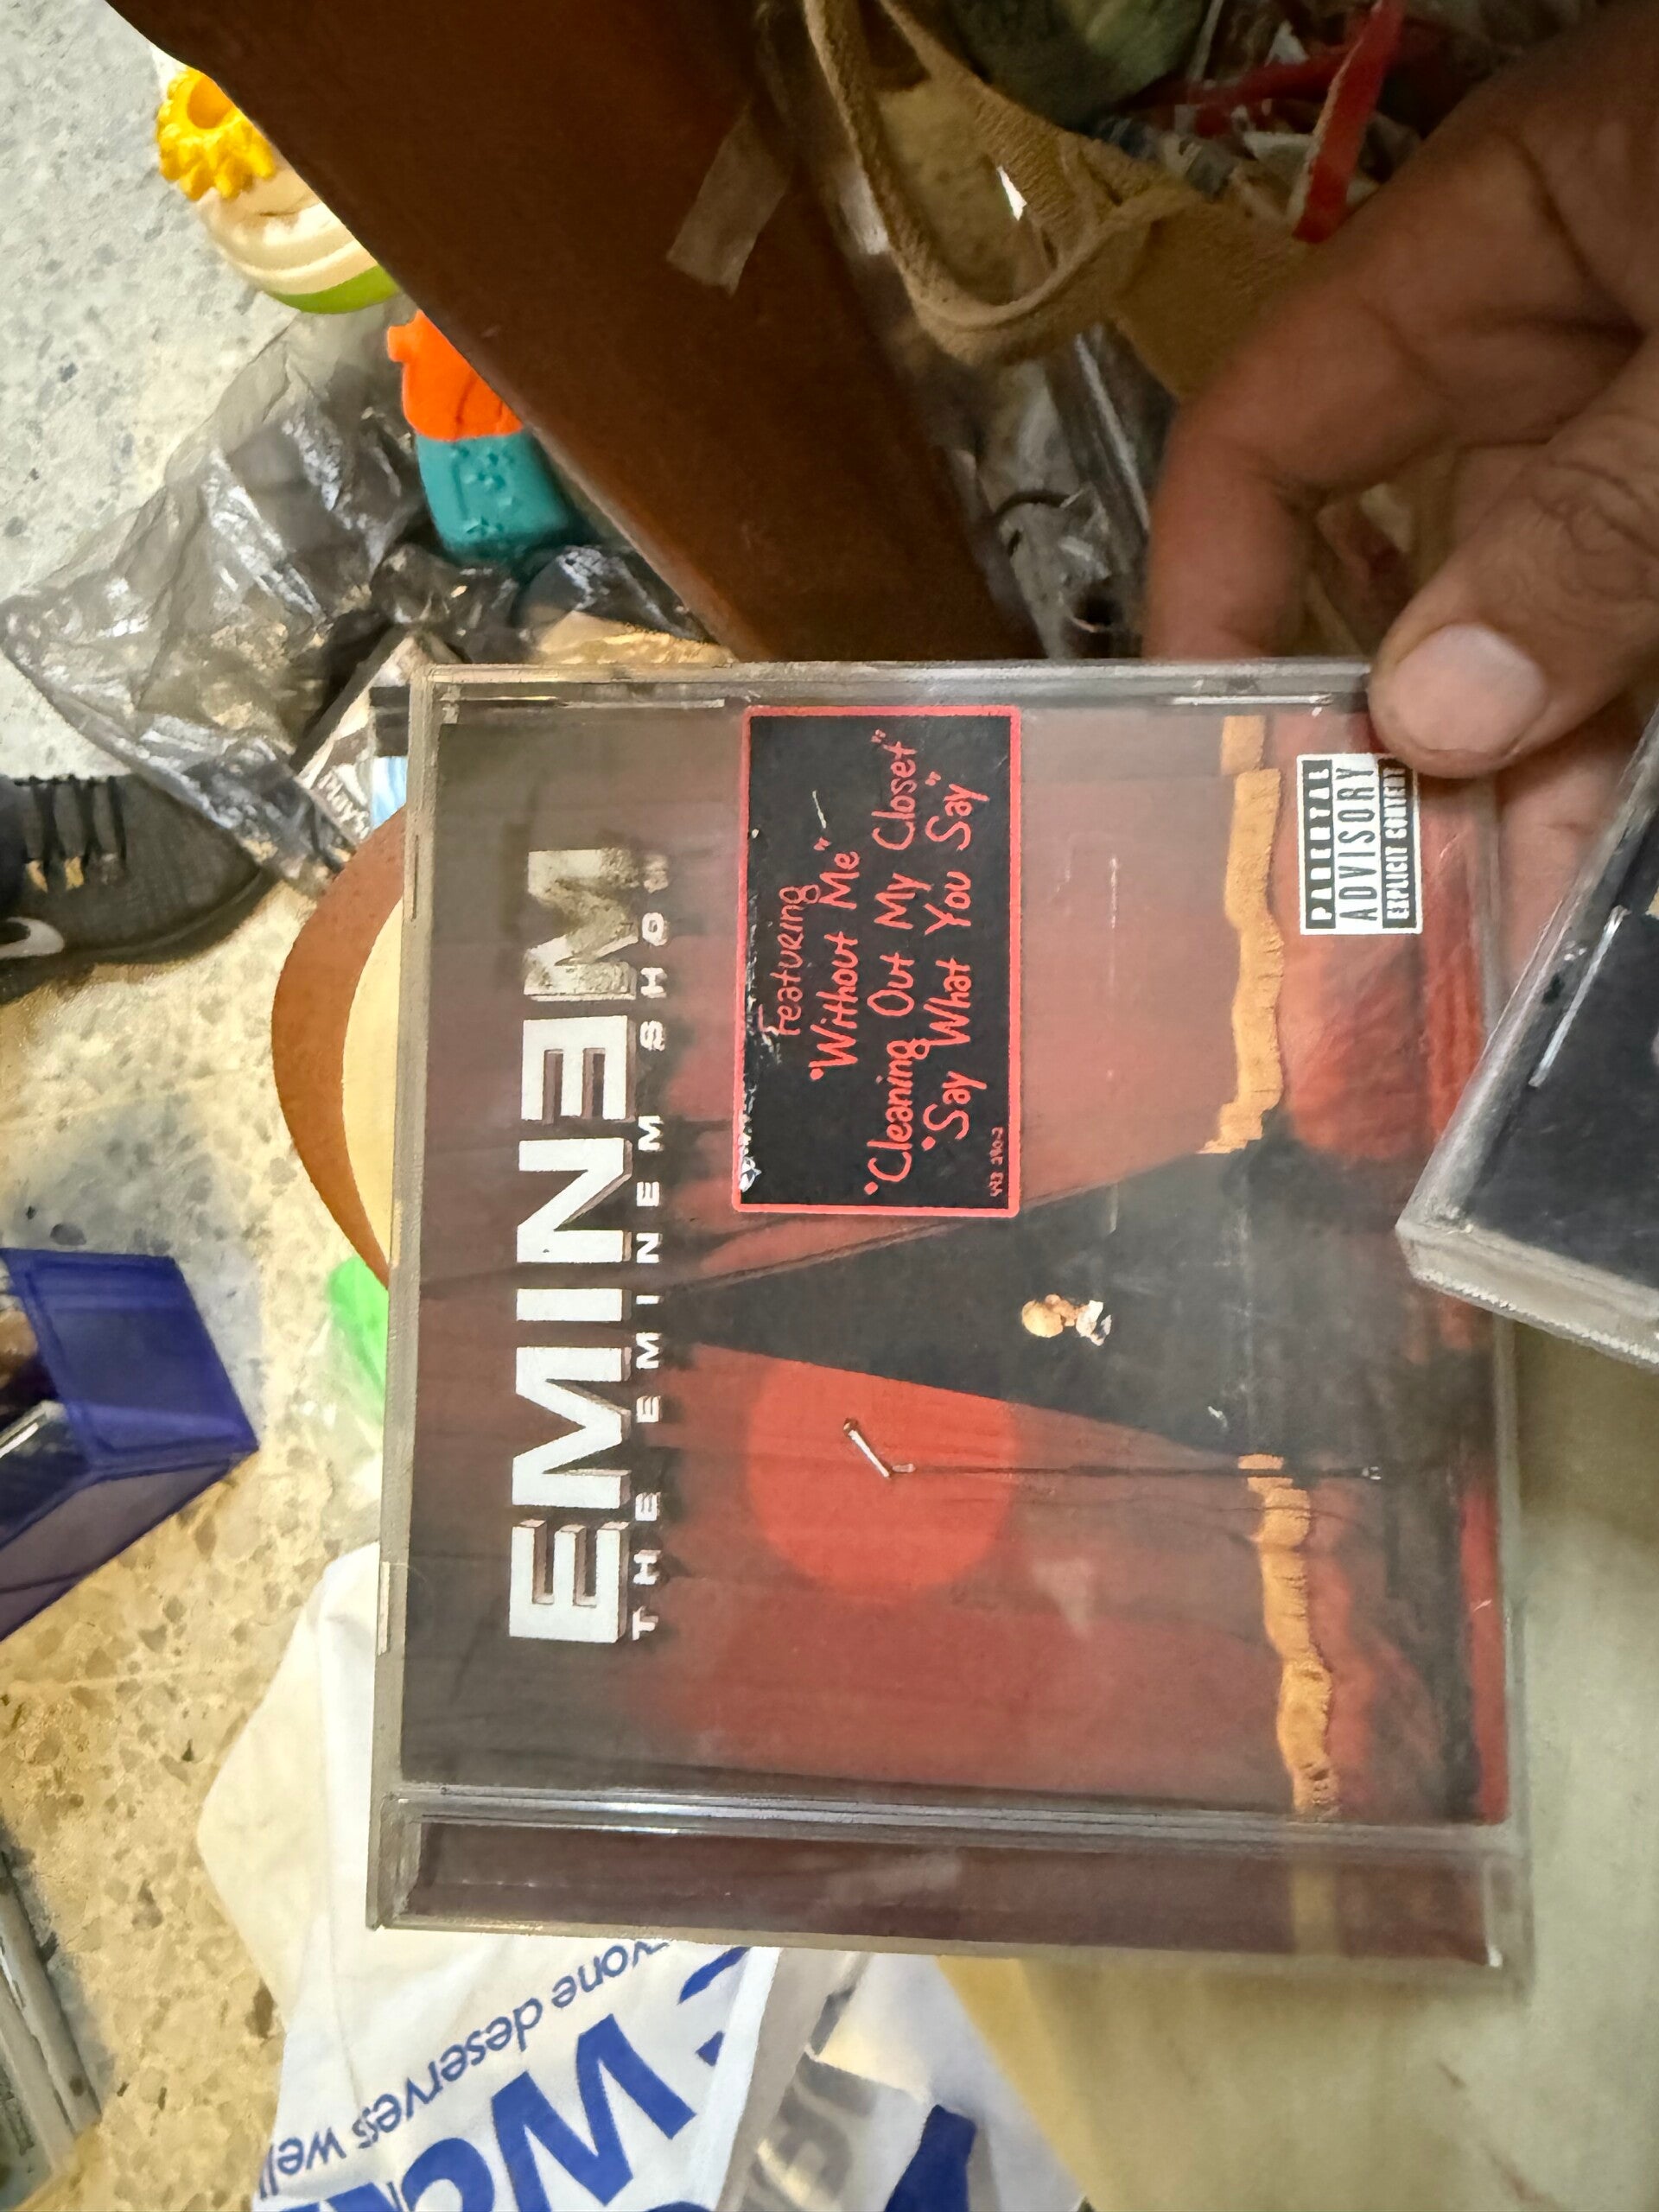 EMINEM
THE EMINEM SHOW
Featuring
"Without Me"
"Cleaning Out My Closet"
"Say What You Say"
PARENTAL
ADVISORY
EXPLICIT CONTENT
deserves well